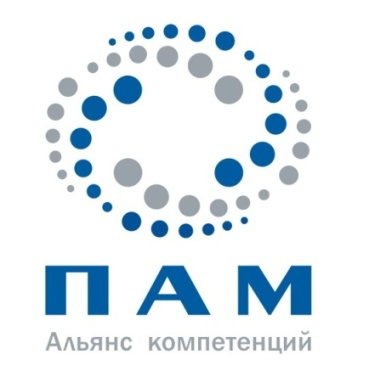 ПАМ
Альянс компетенций